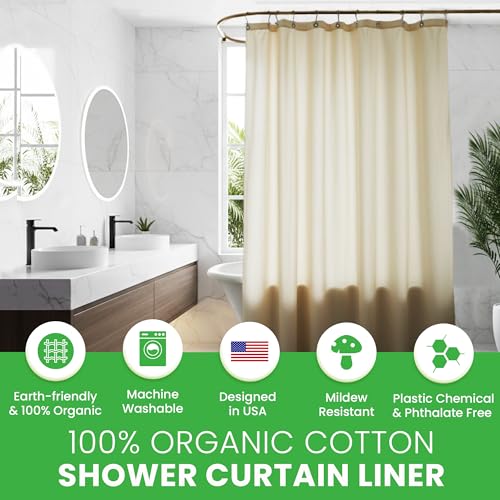 Earth-friendly
& 100% Organic
Machine
Washable
Designed
in USA
Mildew
Resistant
Plastic Chemical
& Phthalate Free
100% ORGANIC COTTON
SHOWER CURTAIN LINER